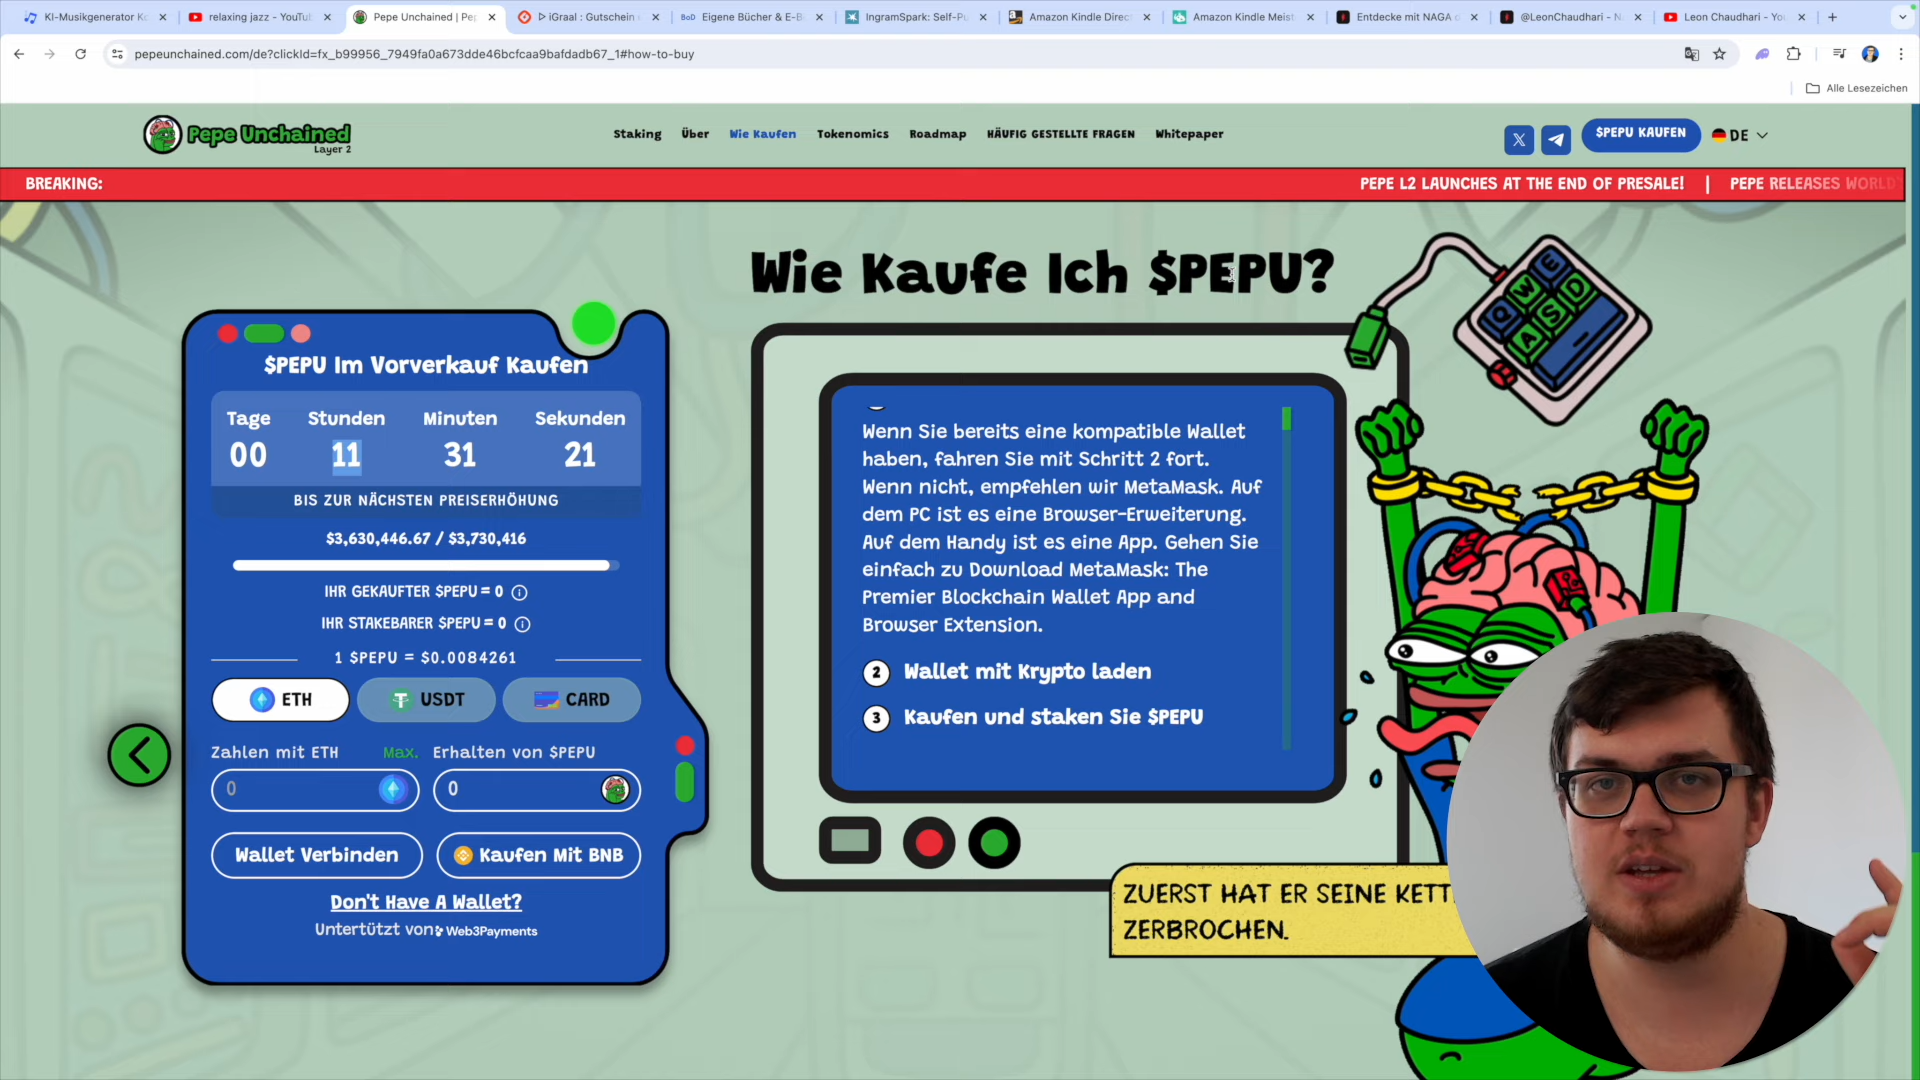 KI-Musikgenerator Ko
relaxing jazz - YouTu
Pepe Unchained | Pep
iGraal : Gutschein
Eigene Bücher & E-B
IngramSpark: Self-Pu
Amazon Kindle Direc
Amazon Kindle Meist
Entdecke mit NAGA d
@LeonChaudhari - N
Leon Chaudhari - You
pepeunchained.com/de?clickId=fx_b99956_7949fa0a673dde46bcfcaa9bafdadb67_1#how-to-buy
Alle Lesezeichen
Pepe Unchained
Layer 2
Staking
Über
Wie Kaufen
Tokenomics
Roadmap
HÄUFIG GESTELLTE FRAGEN
Whitepaper
$PEPU KAUFEN
DE
BREAKING:
PEPE L2 LAUNCHES AT THE END OF PRESALE! | PEPE RELEASES WORLD'
Wie Kaufe Ich $PEPU?
$PEPU Im Vorverkauf Kaufen
Tage Stunden Minuten Sekunden
00 11 31 21
BIS ZUR NÄCHSTEN PREISERHÖHUNG
$3,630,446.67 / $3,730,416
IHR GEKAUFTER $PEPU = 0
IHR STAKEBARER $PEPU = 0
1 $PEPU = $0.0084261
ETH USDT CARD
Zahlen mit ETH Max. Erhalten von $PEPU
0 0
Wallet Verbinden Kaufen Mit BNB
Don't Have A Wallet?
Untertützt von Web3Payments
Wenn Sie bereits eine kompatible Wallet
haben, fahren Sie mit Schritt 2 fort.
Wenn nicht, empfehlen wir MetaMask. Auf
dem PC ist es eine Browser-Erweiterung.
Auf dem Handy ist es eine App. Gehen Sie
einfach zu Download MetaMask: The
Premier Blockchain Wallet App and
Browser Extension.
2 Wallet mit Krypto laden
3 Kaufen und staken Sie $PEPU
E
W D
Q S
A
ZUERST HAT ER SEINE KETT
ZERBROCHEN.